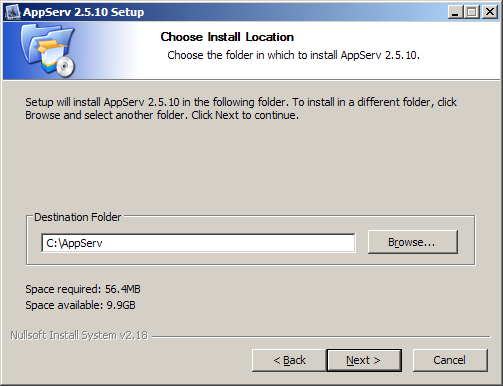 AppServ 2.5.10 Setup
Choose Install Location
Choose the folder in which to install AppServ 2.5.10.
Setup will install AppServ 2.5.10 in the following folder. To install in a different folder, click
Browse and select another folder. Click Next to continue.
Destination Folder
C:\AppServ
Browse...
Space required: 56.4MB
Space available: 9.9GB
Nullsoft Install System v2.18
< Back
Next >
Cancel